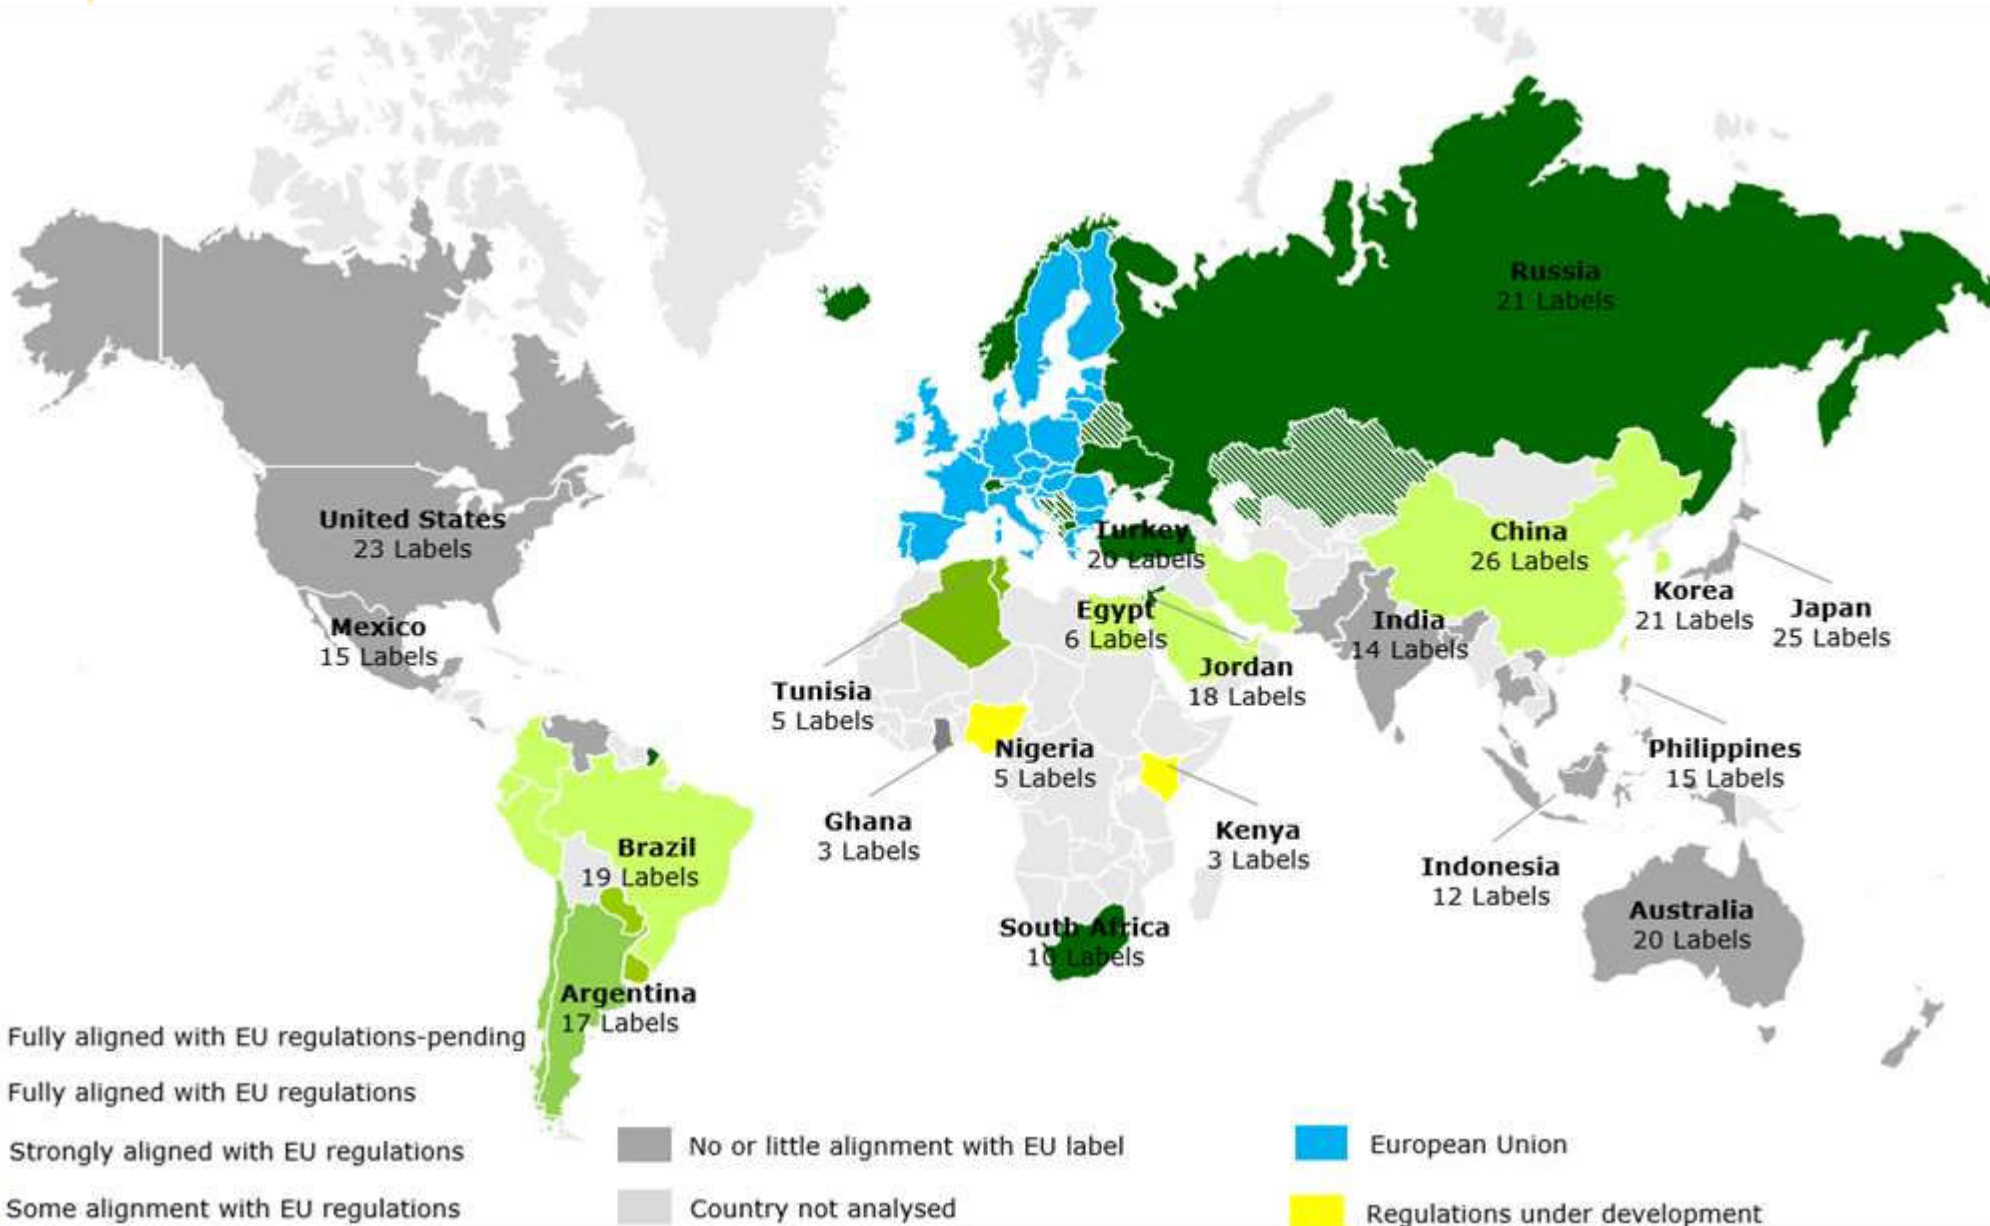 Russia
21 Labels
United States
23 Labels
Turkey
20 Labels
China
26 Labels
Korea
21 Labels
Japan
25 Labels
Mexico
15 Labels
Egypt
6 Labels
India
14 Labels
Jordan
18 Labels
Tunisia
5 Labels
Nigeria
5 Labels
Philippines
15 Labels
Ghana
3 Labels
Kenya
3 Labels
Brazil
19 Labels
Indonesia
12 Labels
South Africa
10 Labels
Australia
20 Labels
Argentina
17 Labels
Fully aligned with EU regulations-pending
Fully aligned with EU regulations
Strongly aligned with EU regulations
Some alignment with EU regulations
No or little alignment with EU label
Country not analysed
European Union
Regulations under development